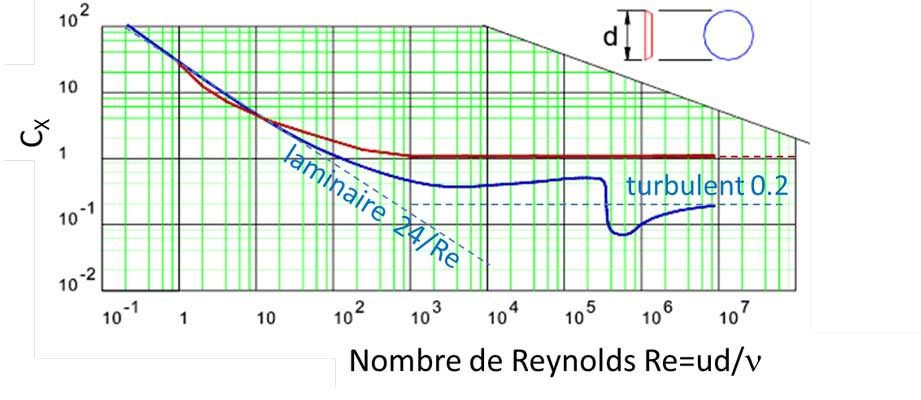 10²
10
1
10⁻¹
10⁻²
Cx
d
laminaire 24/Re
turbulent 0.2
10⁻¹ 1 10 10² 10³ 10⁴ 10⁵ 10⁶ 10⁷
Nombre de Reynolds Re=ud/ν